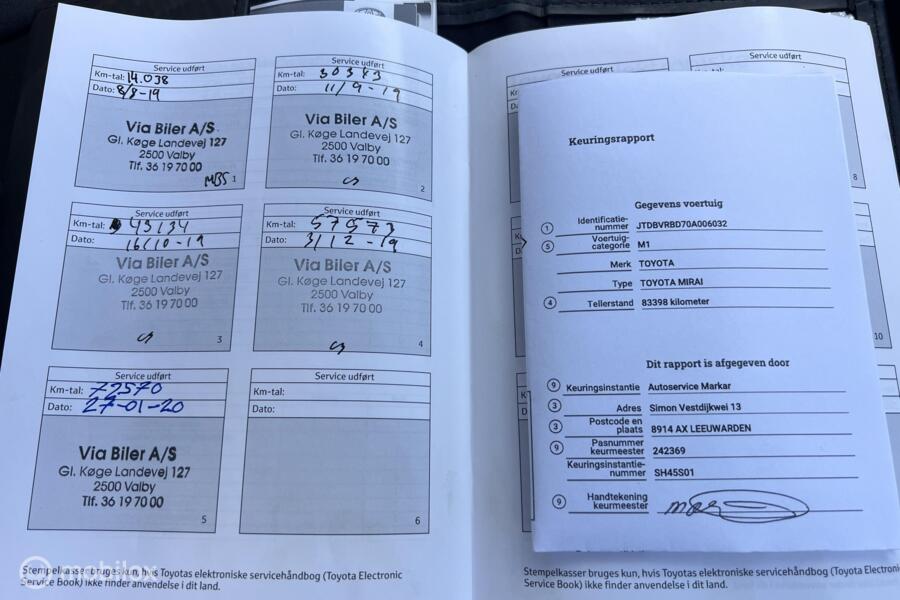 Service udført
Km-tal: 14.038
Dato: 8/8-19
Via Biler A/S
Gl. Køge Landevej 127
2500 Valby
Tlf. 36 19 70 00
MBS 1
Service udført
Km-tal: 30343
Dato: 11/9-19
Via Biler A/S
Gl. Køge Landevej 127
2500 Valby
Tlf. 36 19 70 00
2
Service udført
Km-tal: 43134
Dato: 16/10-19
Via Biler A/S
Gl. Køge Landevej 127
2500 Valby
Tlf. 36 19 70 00
3
Service udført
Km-tal: 57573
Dato: 3/12-19
Via Biler A/S
Gl. Køge Landevej 127
2500 Valby
Tlf. 36 19 70 00
4
Service udført
Km-tal: 72570
Dato: 27-01-20
Via Biler A/S
Gl. Køge Landevej 127
2500 Valby
Tlf. 36 19 70 00
5
Service udført
Km-tal:
Dato:
6
Stempelkasser bruges kun, hvis Toyotas elektroniske servicehåndbog (Toyota Electronic
Service Book) ikke finder anvendelse i dit land.
mobilox
Service udført
Service udført
8
10
Keuringsrapport
Gegevens voertuig
1 Identificatie-
nummer JTDBVRBD70A006032
5 Voertuig-
categorie M1
Merk TOYOTA
Type TOYOTA MIRAI
4 Tellerstand 83398 kilometer
Dit rapport is afgegeven door
9 Keuringsinstantie Autoservice Markar
3 Adres Simon Vestdijkwei 13
3 Postcode en
plaats 8914 AX LEEUWARDEN
9 Pasnummer
keurmeester 242369
Keuringsinstantie-
nummer SH45S01
9 Handtekening
keurmeester
Stempelkasser bruges kun, hvis Toyotas elektroniske servicehåndbog (Toyota Electronic
Service Book) ikke finder anvendelse i dit land.